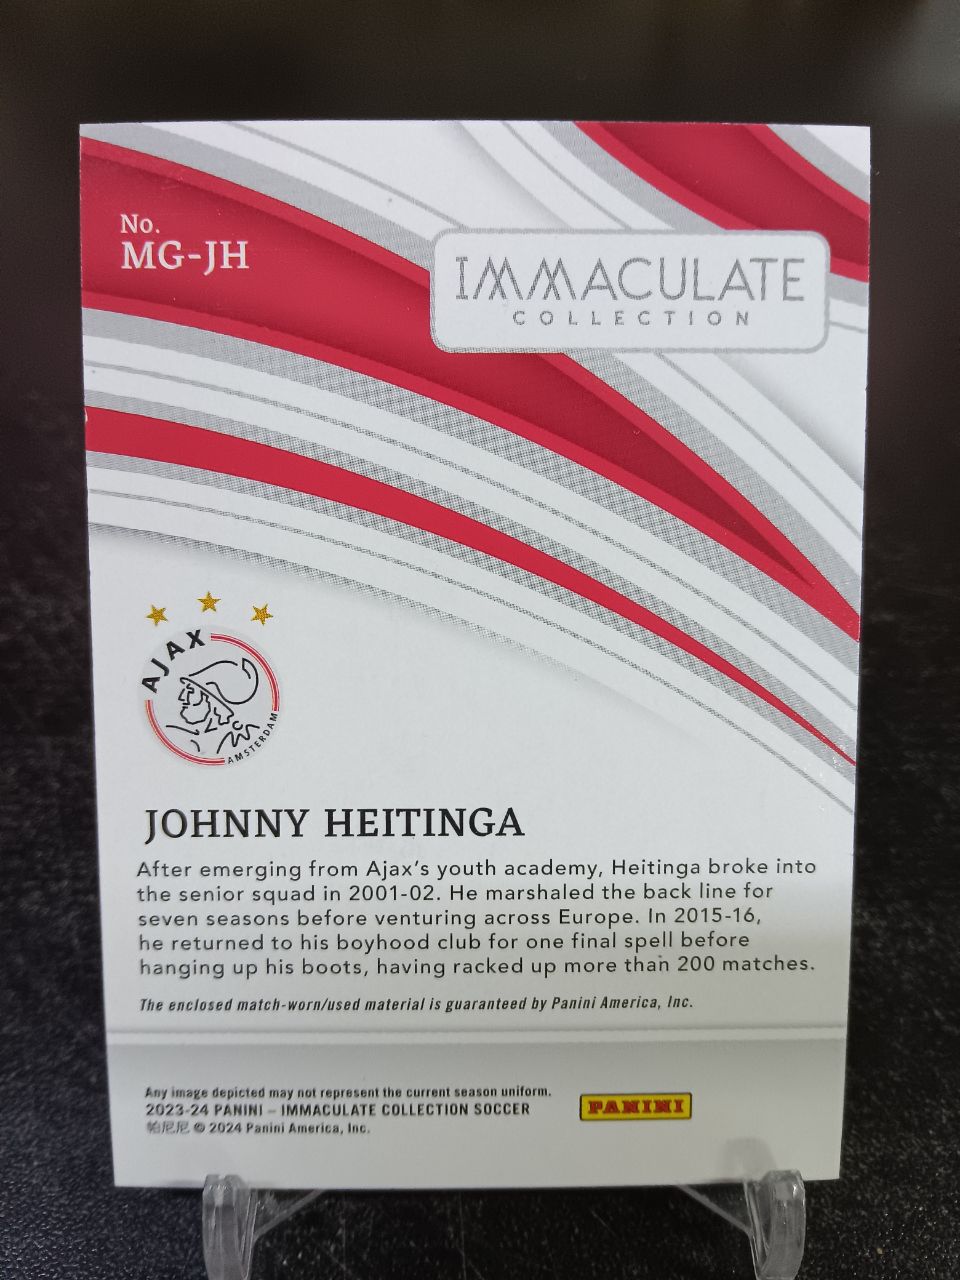 No.
MG-JH
IMMACULATE
COLLECTION
AJAX
AMSTERDAM
JOHNNY HEITINGA
After emerging from Ajax's youth academy, Heitinga broke into
the senior squad in 2001-02. He marshaled the back line for
seven seasons before venturing across Europe. In 2015-16,
he returned to his boyhood club for one final spell before
hanging up his boots, having racked up more than 200 matches.
The enclosed match-worn/used material is guaranteed by Panini America, Inc.
Any image depicted may not represent the current season uniform.
2023-24 PANINI – IMMACULATE COLLECTION SOCCER
帕尼尼 © 2024 Panini America, Inc.
PANINI